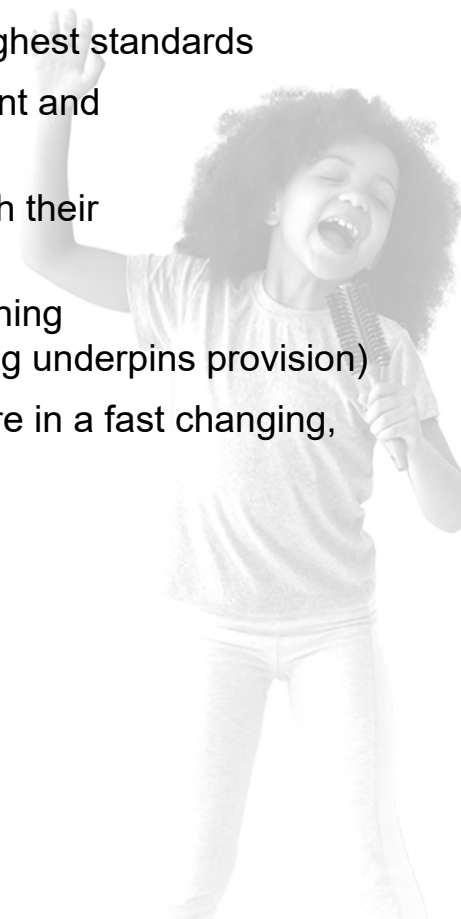 ghest standards
nt and
h their
ning
g underpins provision)
re in a fast changing,